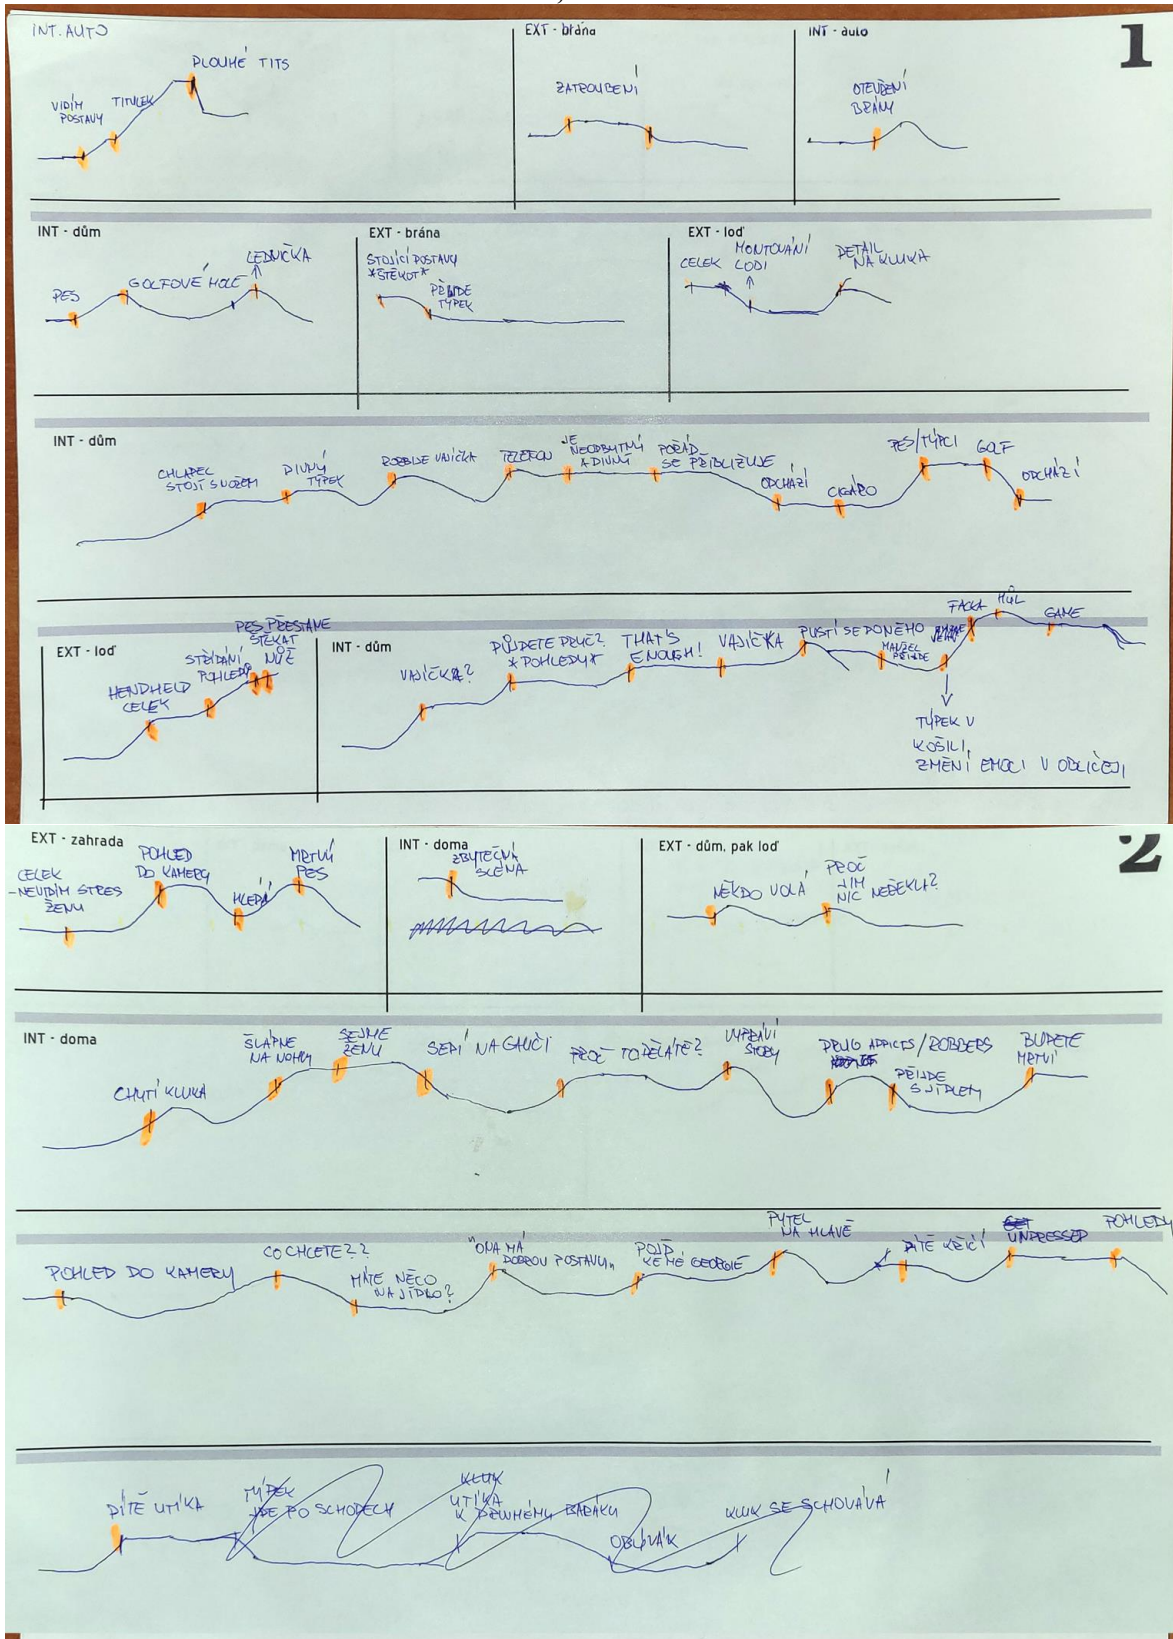 INT. AUTO
VIDÍM
POSTAVY
TITULEK
DLOUHÉ TITS
EXT - brána
ZATROUBENÍ
INT - auto
OTEVŘENÍ
BRÁNY
1
INT - dům
PES
GOLFOVÉ HOLE
LEDNIČKA
EXT - brána
STOJÍCÍ POSTAVY
*ŠTĚKOT*
PŘIJDE
TÝPEK
EXT - loď
CELEK
MONTOVÁNÍ
LODI
DETAIL
NA KLUKA
INT - dům
CHLAPEC
STOJÍ S NOŽEM
DIVNÝ
TÝPEK
ROZBIJE VAJÍČKA
TELEFON
JE
NEODBYTNÝ
A DIVNÝ
POŘÁD
SE PŘIBLIŽUJE
ODCHÁZÍ
CIGÁRO
PES/TÝPCI
GOLF
ODCHÁZÍ
EXT - loď
HENDHELD
CELEK
STŘÍDÁNÍ
POHLEDŮ
PES PŘESTANE
ŠTĚKAT
NŮŽ
INT - dům
VAJÍČKA?
PŮJDETE PRYČ?
*POHLEDY*
THAT'S
ENOUGH!
VAJÍČKA
PUSTÍ SE DO NĚHO
MANŽEL
PŘIJDE
FACKA
HŮL
GAME
TÝPEK V
KOŠILI
ZMĚNÍ EMOCI V OBLIČEJI
EXT - zahrada
CELEK
- NEVIDÍM STRES
ŽENU
POHLED
DO KAMERY
HLEDÁ
MRTVÝ
PES
INT - doma
ZBYTEČNÁ
SCÉNA
EXT - dům, pak loď
NĚKDO VOLÁ
PROČ
JIM
NIC NEŘEKLA?
2
INT - doma
CHYTÍ KLUKA
ŠLÁPNE
NA NOHU
SEJME
ŽENU
SEDÍ NA GAUČI
PROČ TO DĚLÁTE?
VYPRÁVÍ
STORY
DRUG ADDICTS/ROBBERS
PŘIJDE
S JÍDLEM
BUDETE
MRTVÍ
POHLED DO KAMERY
CO CHCETE??
MÁTE NĚCO
NA JÍDLO?
"ONA MÁ
DOBROU POSTAVU"
POJĎ
KE MĚ GEORGIE
PYTEL
NA HLAVĚ
DÍTĚ KŘIČÍ
GET
UNDRESSED
POHLEDY
DÍTĚ UTÍKÁ
TÝPEK
JDE PO SCHODECH
KLUK
UTÍKÁ
K DRUHÉMU BARÁKU
OBÝVÁK
KLUK SE SCHOVÁVÁ